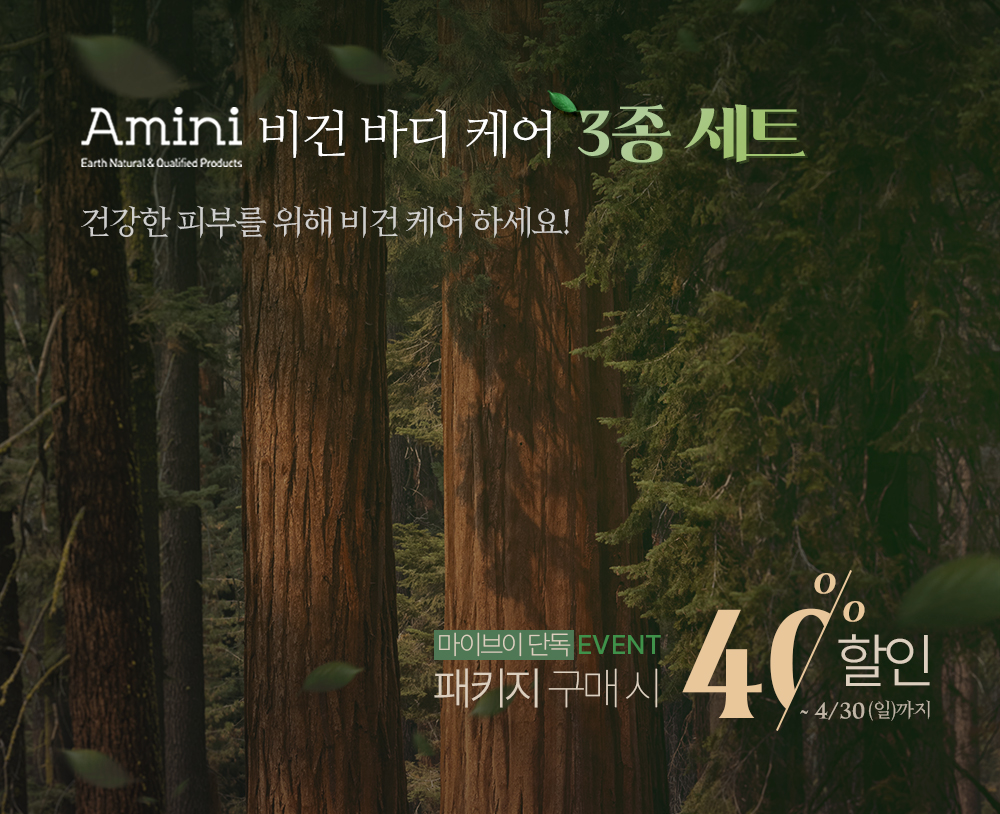 Amini 비건 바디 케어 3종 세트
Earth Natural & Qualified Products
건강한 피부를 위해 비건 케어 하세요!
마이브이 단독 EVENT
패키지 구매 시 40% 할인
~ 4/30 (일)까지